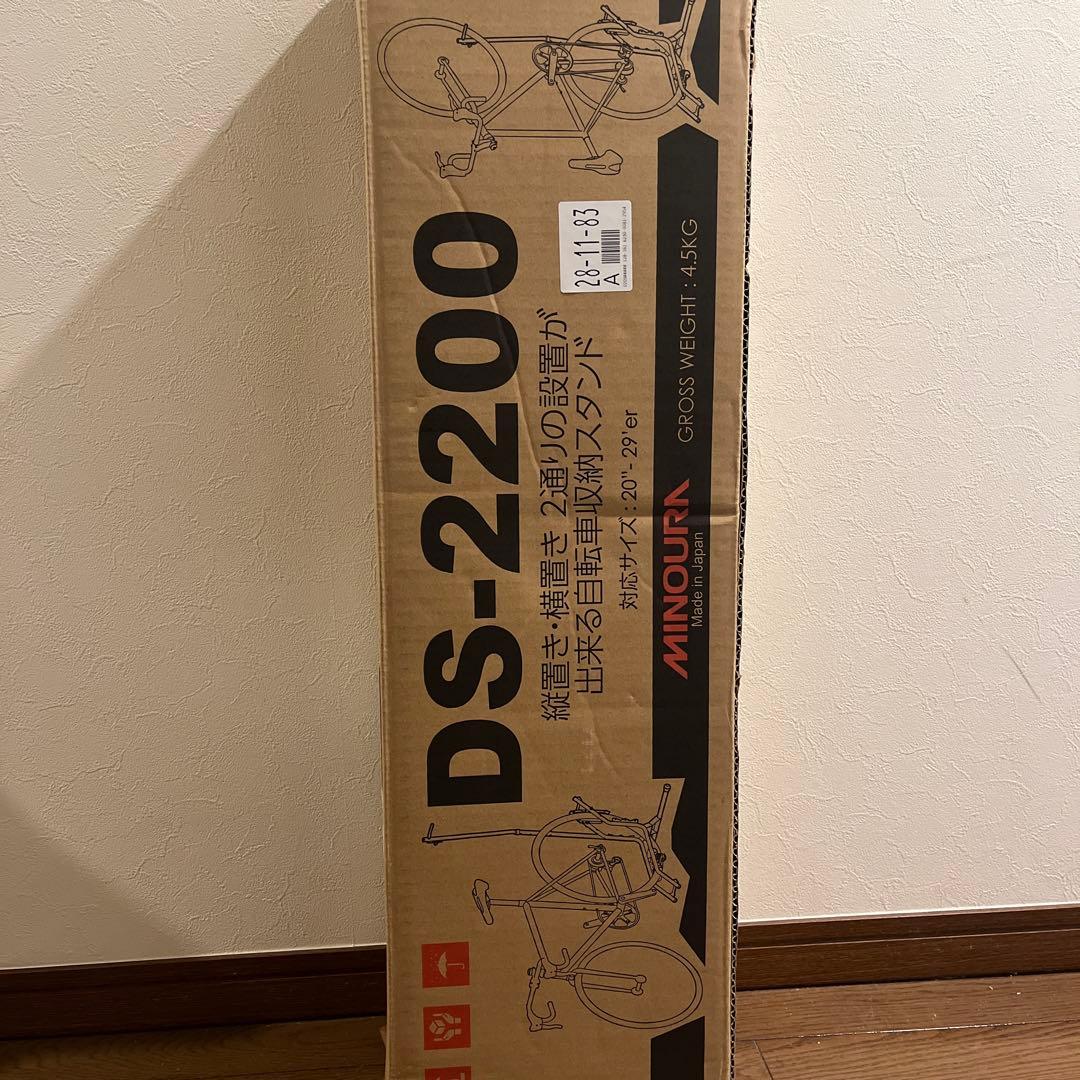 DS-2200
縦置き・横置き 2通りの設置が
出来る自転車収納スタンド
対応サイズ:20"- 29'er
MINOURA
Made in Japan
GROSS WEIGHT : 4.5KG
28-11-83
A